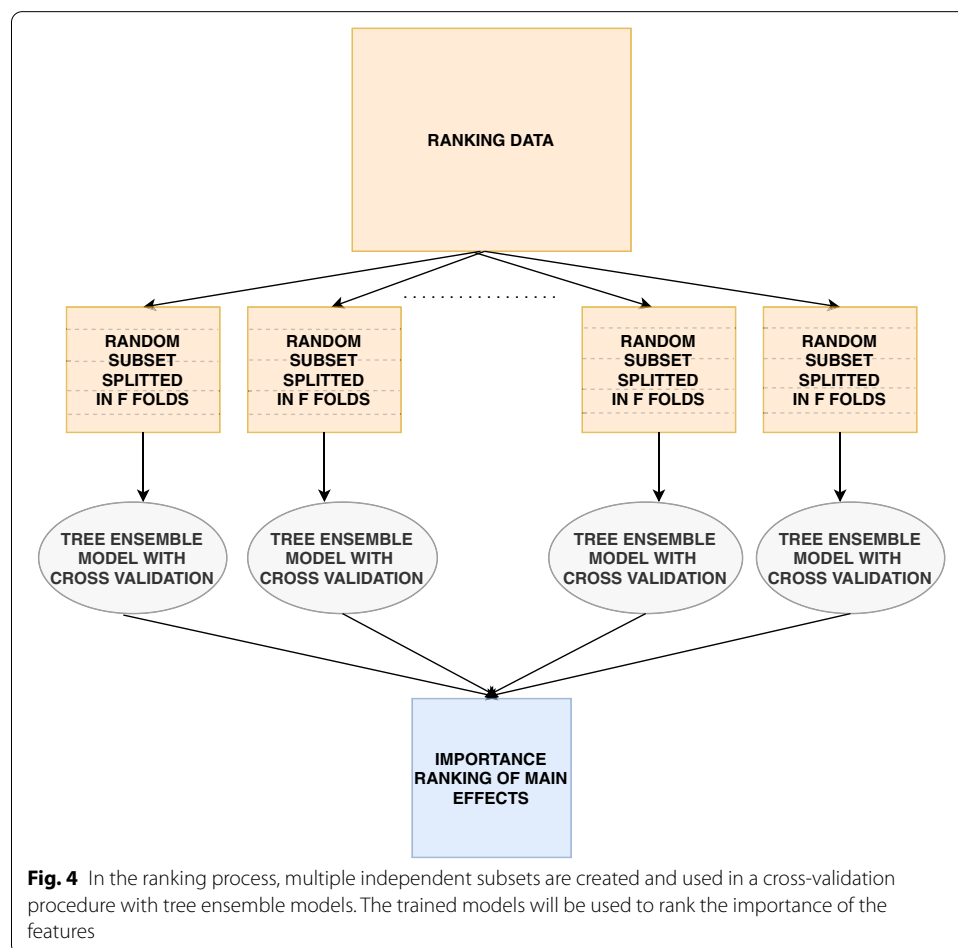 RANKING DATA
RANDOM
SUBSET
SPLITTED
IN F FOLDS
RANDOM
SUBSET
SPLITTED
IN F FOLDS
RANDOM
SUBSET
SPLITTED
IN F FOLDS
RANDOM
SUBSET
SPLITTED
IN F FOLDS
TREE ENSEMBLE
MODEL WITH
CROSS VALIDATION
TREE ENSEMBLE
MODEL WITH
CROSS VALIDATION
TREE ENSEMBLE
MODEL WITH
CROSS VALIDATION
TREE ENSEMBLE
MODEL WITH
CROSS VALIDATION
IMPORTANCE
RANKING OF MAIN
EFFECTS
Fig. 4 In the ranking process, multiple independent subsets are created and used in a cross-validation
procedure with tree ensemble models. The trained models will be used to rank the importance of the
features